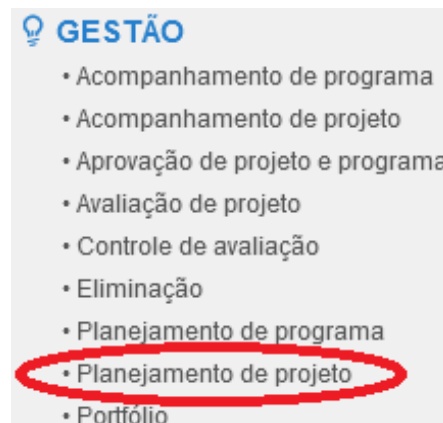 GESTÃO
• Acompanhamento de programa
• Acompanhamento de projeto
• Aprovação de projeto e programa
• Avaliação de projeto
• Controle de avaliação
• Eliminação
• Planejamento de programa
• Planejamento de projeto
• Portfólio